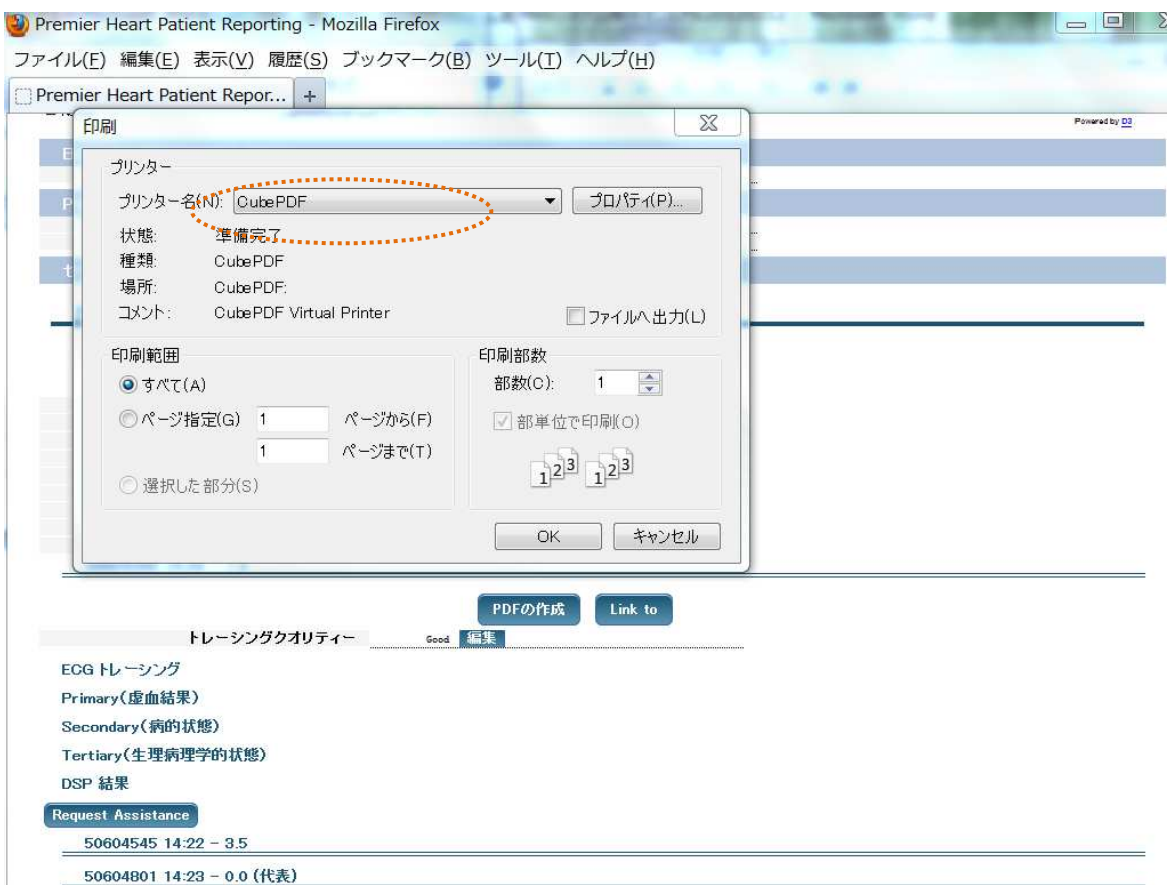 Premier Heart Patient Reporting - Mozilla Firefox
ファイル(F) 編集(E) 表示(V) 履歴(S) ブックマーク(B) ツール(T) ヘルプ(H)
Premier Heart Patient Repor... +
Powered by D3
印刷
プリンター
プリンター名(N): CubePDF プロパティ(P)...
状態: 準備完了
種類: CubePDF
場所: CubePDF:
コメント: CubePDF Virtual Printer ファイルへ出力(L)
印刷範囲 印刷部数
すべて(A) 部数(C): 1
ページ指定(G) 1 ページから(F) 部単位で印刷(O)
1 ページまで(T)
1 2 3 1 2 3
選択した部分(S)
OK キャンセル
PDFの作成 Link to
トレーシングクオリティー Good 編集
ECG トレーシング
Primary(虚血結果)
Secondary(病的状態)
Tertiary(生理病理学的状態)
DSP 結果
Request Assistance
50604545 14:22 - 3.5
50604801 14:23 - 0.0 (代表)